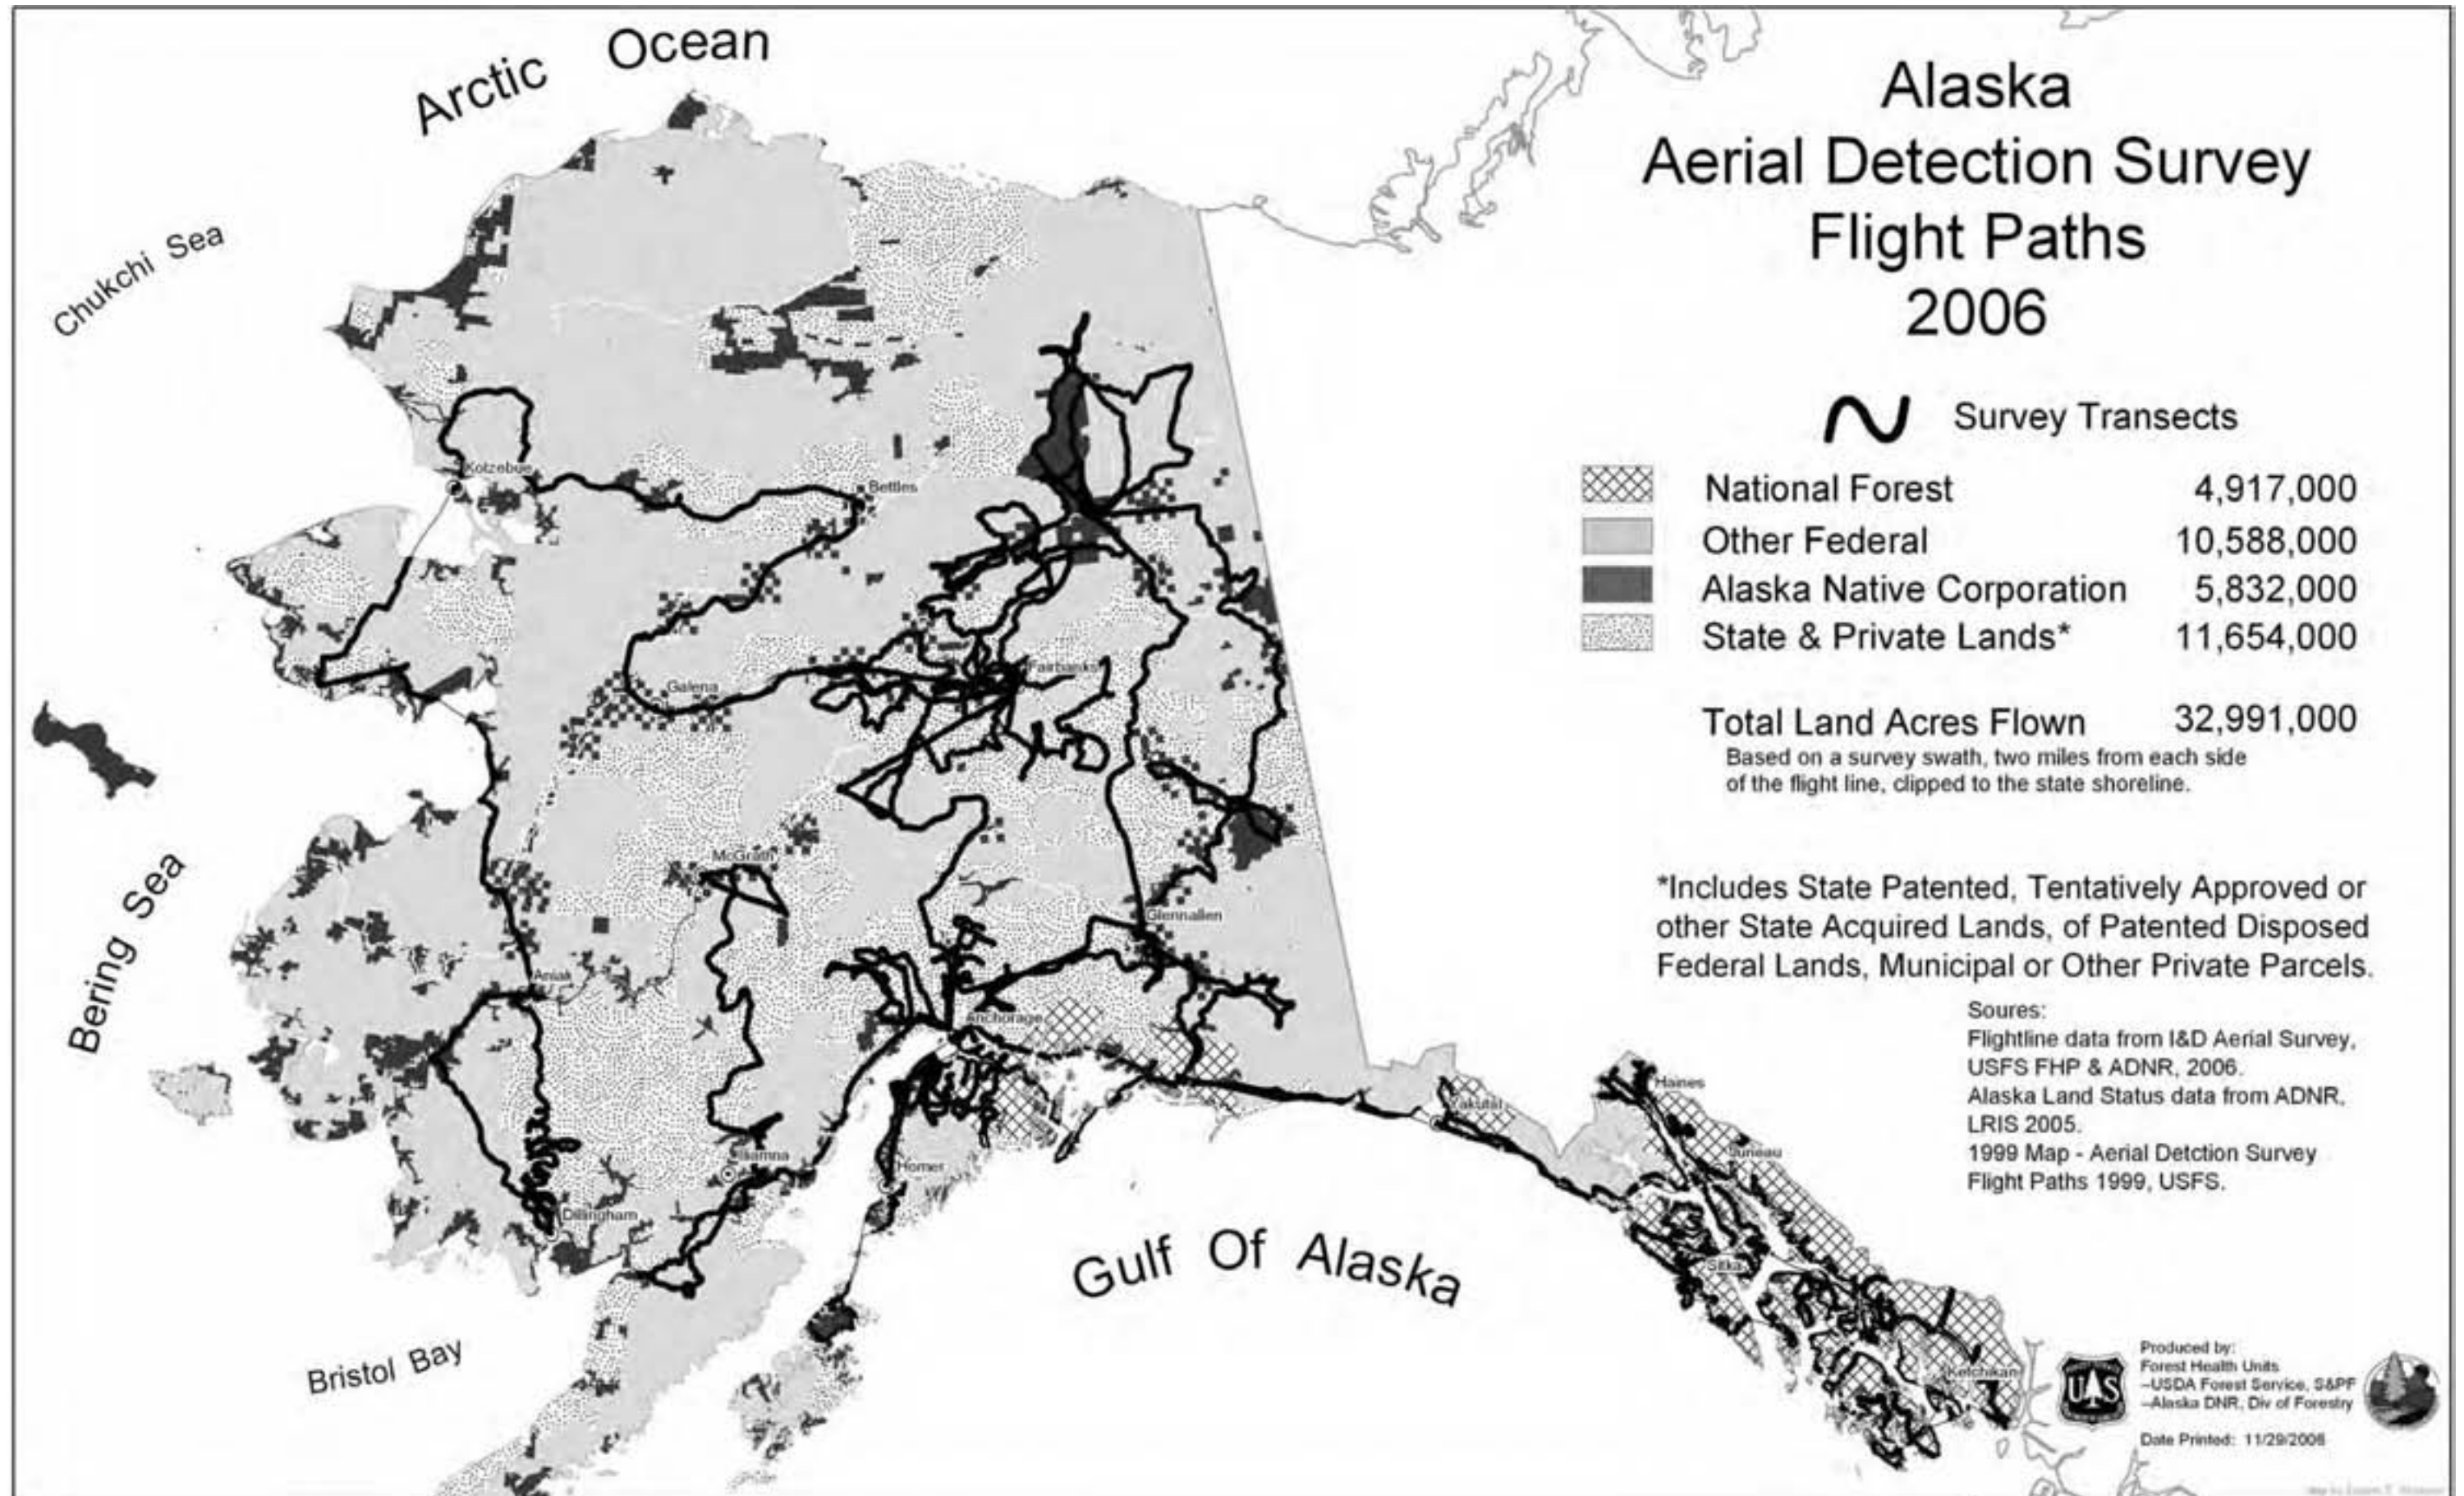 Alaska
Aerial Detection Survey
Flight Paths
2006
Survey Transects
National Forest 4,917,000
Other Federal 10,588,000
Alaska Native Corporation 5,832,000
State & Private Lands* 11,654,000
Total Land Acres Flown 32,991,000
Based on a survey swath, two miles from each side
of the flight line, clipped to the state shoreline.
*Includes State Patented, Tentatively Approved or
other State Acquired Lands, of Patented Disposed
Federal Lands, Municipal or Other Private Parcels.
Soures:
Flightline data from I&D Aerial Survey,
USFS FHP & ADNR, 2006.
Alaska Land Status data from ADNR,
LRIS 2005.
1999 Map - Aerial Detction Survey
Flight Paths 1999, USFS.
Arctic Ocean
Chukchi Sea
Bering Sea
Bristol Bay
Gulf Of Alaska
Kotzebue
Bettles
Galena
Fairbanks
McGrath
Glennallen
Aniak
Anchorage
Iliamna
Homer
Dillingham
Yakutat
Haines
Juneau
Sitka
Ketchikan
UAS
Produced by:
Forest Health Units
--USDA Forest Service, S&PF
--Alaska DNR, Div of Forestry
Date Printed: 11/29/2006